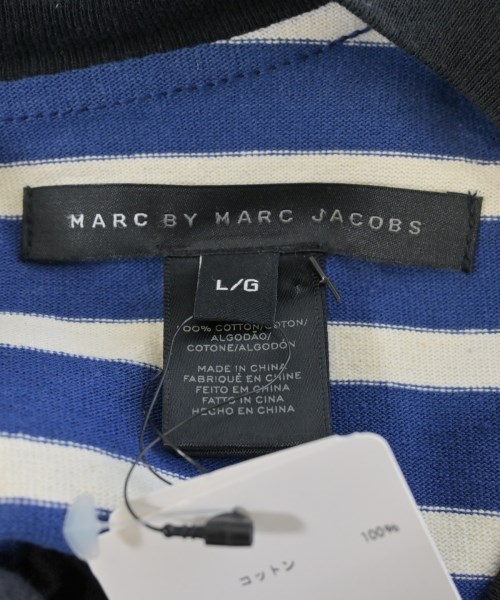 MARC BY MARC JACOBS
L/G
100% COTTON/COTON/
ALGODÃO/
COTONE/ALGODÓN
MADE IN CHINA
FABRIQUÉ EN CHINE
FEITO EM CHINA
FATTO IN CINA
HECHO EN CHINA
コットン 100%